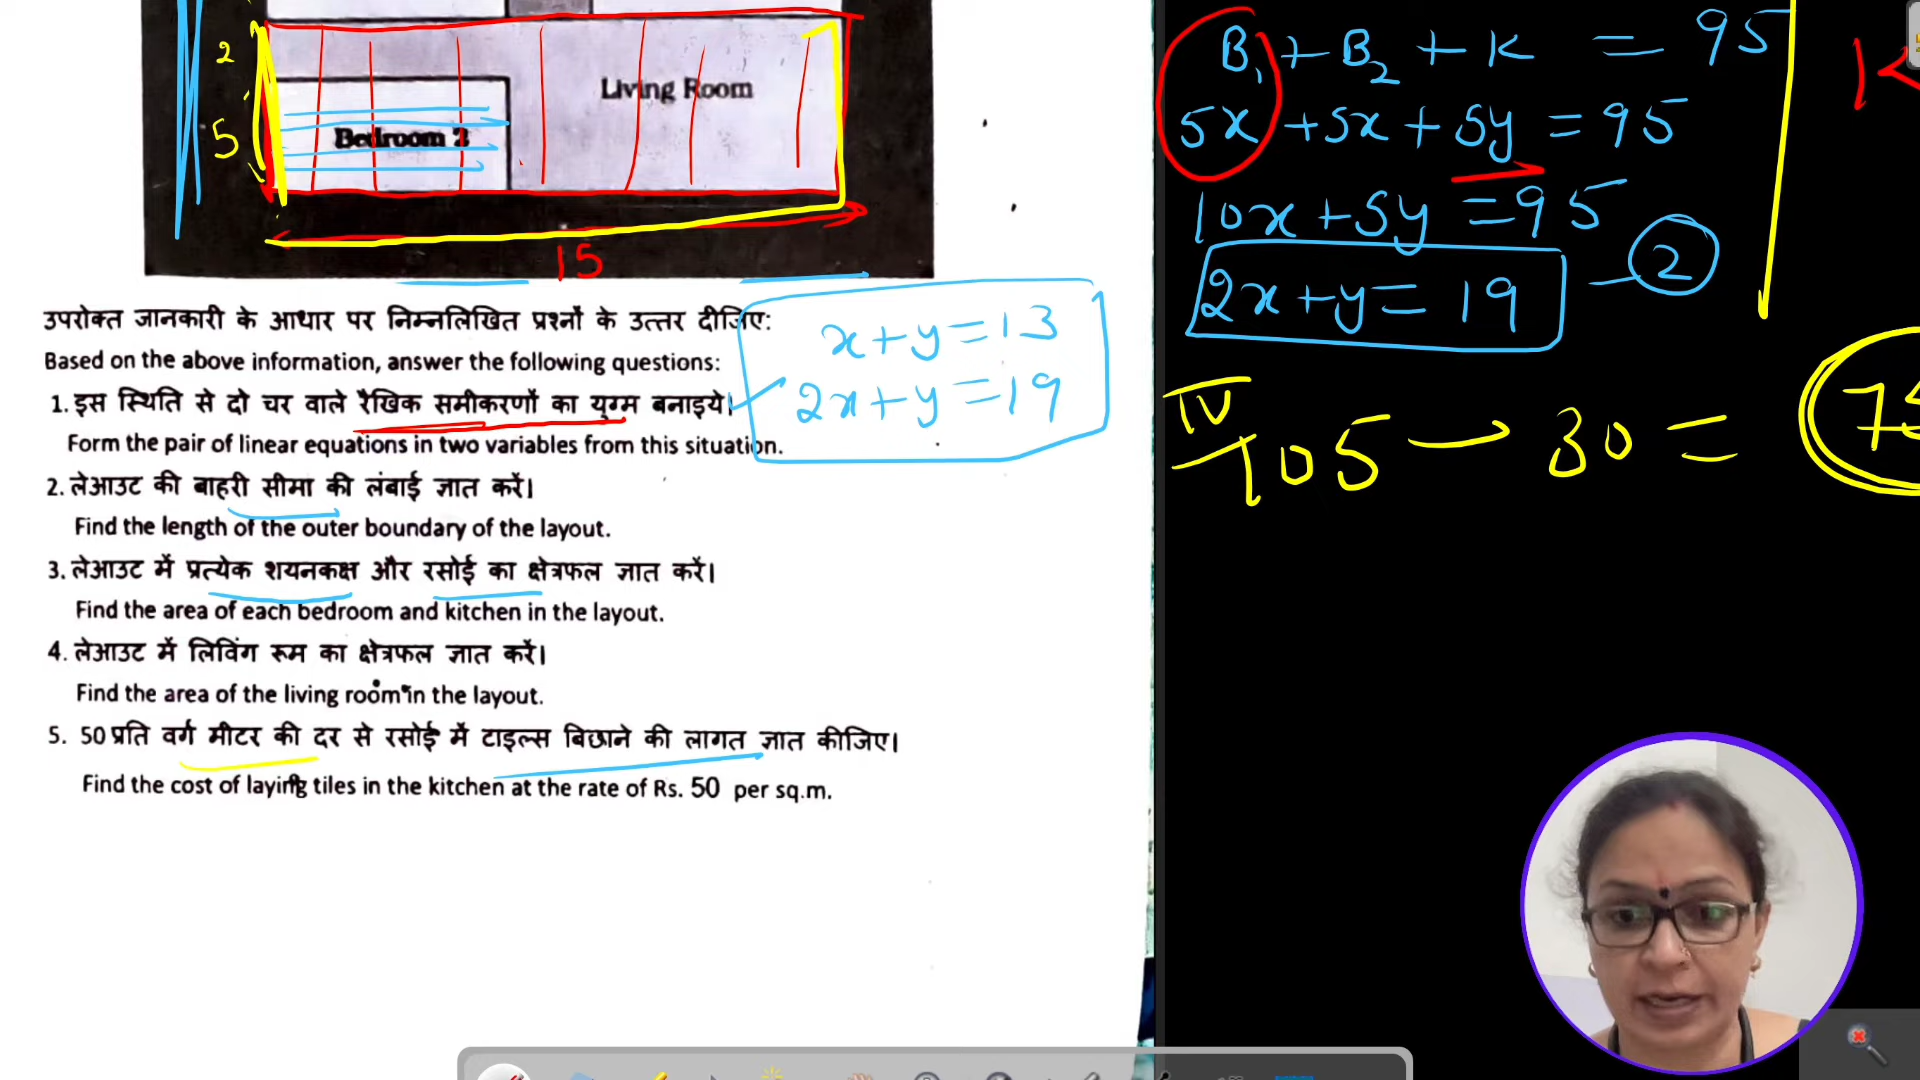 2
5
Living Room
Bedroom 2
15
उपरोक्त जानकारी के आधार पर निम्नलिखित प्रश्नों के उत्तर दीजिए:
Based on the above information, answer the following questions:
1. इस स्थिति से दो चर वाले रैखिक समीकरणों का युग्म बनाइये।
Form the pair of linear equations in two variables from this situation.
2. लेआउट की बाहरी सीमा की लंबाई ज्ञात करें।
Find the length of the outer boundary of the layout.
3. लेआउट में प्रत्येक शयनकक्ष और रसोई का क्षेत्रफल ज्ञात करें।
Find the area of each bedroom and kitchen in the layout.
4. लेआउट में लिविंग रूम का क्षेत्रफल ज्ञात करें।
Find the area of the living room in the layout.
5. 50 प्रति वर्ग मीटर की दर से रसोई में टाइल्स बिछाने की लागत ज्ञात कीजिए।
Find the cost of laying tiles in the kitchen at the rate of Rs. 50 per sq.m.
x+y=13
2x+y=19
B₁+B₂+K = 95
5x+5x+5y=95
10x+5y=95
2x+y=19 — 2
IV
105 — 30 =